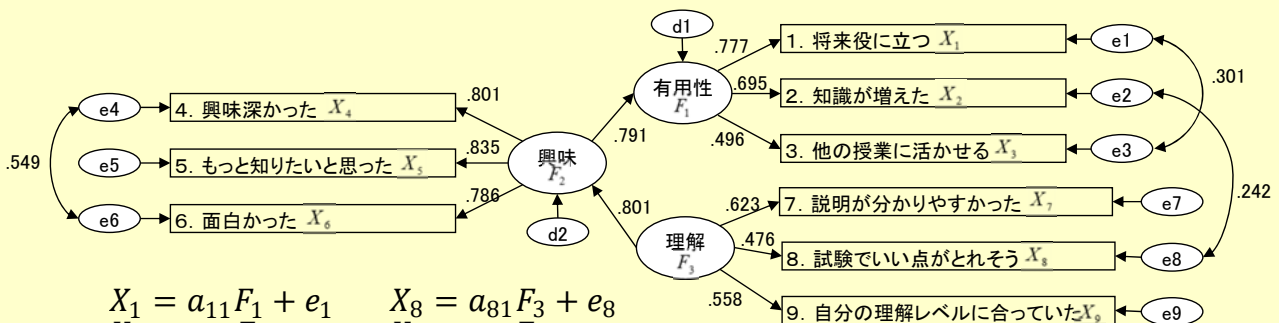 d1
.777
1. 将来役に立つ X₁
e1
.301
有用性
F₁
.695
2. 知識が増えた X₂
e2
.496
3. 他の授業に活かせる X₃
e3
.242
e4
4. 興味深かった X₄
.801
.549
e5
5. もっと知りたいと思った X₅
.835
e6
6. 面白かった X₆
.786
興味
F₂
.791
d2
.801
理解
F₃
.623
7. 説明が分かりやすかった X₇
e7
.476
8. 試験でいい点がとれそう X₈
e8
.558
9. 自分の理解レベルに合っていた X₉
e9
X₁ = a₁₁F₁ + e₁
X₈ = a₈₁F₃ + e₈